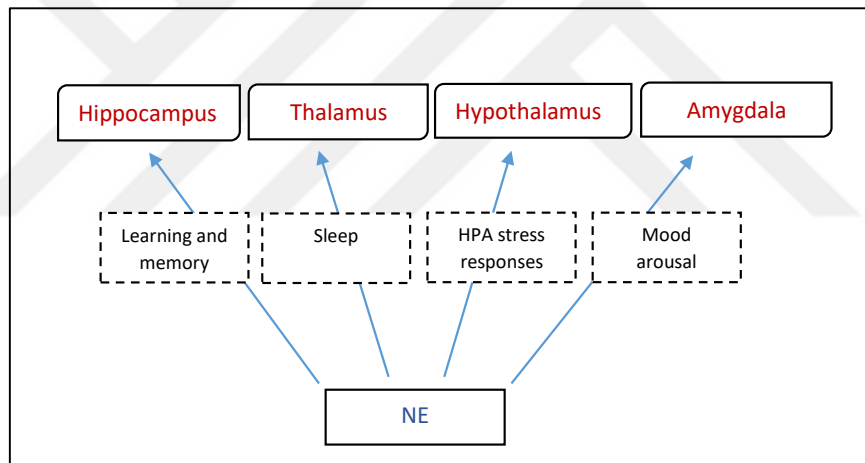 Hippocampus
Thalamus
Hypothalamus
Amygdala
Learning and
memory
Sleep
HPA stress
responses
Mood
arousal
NE